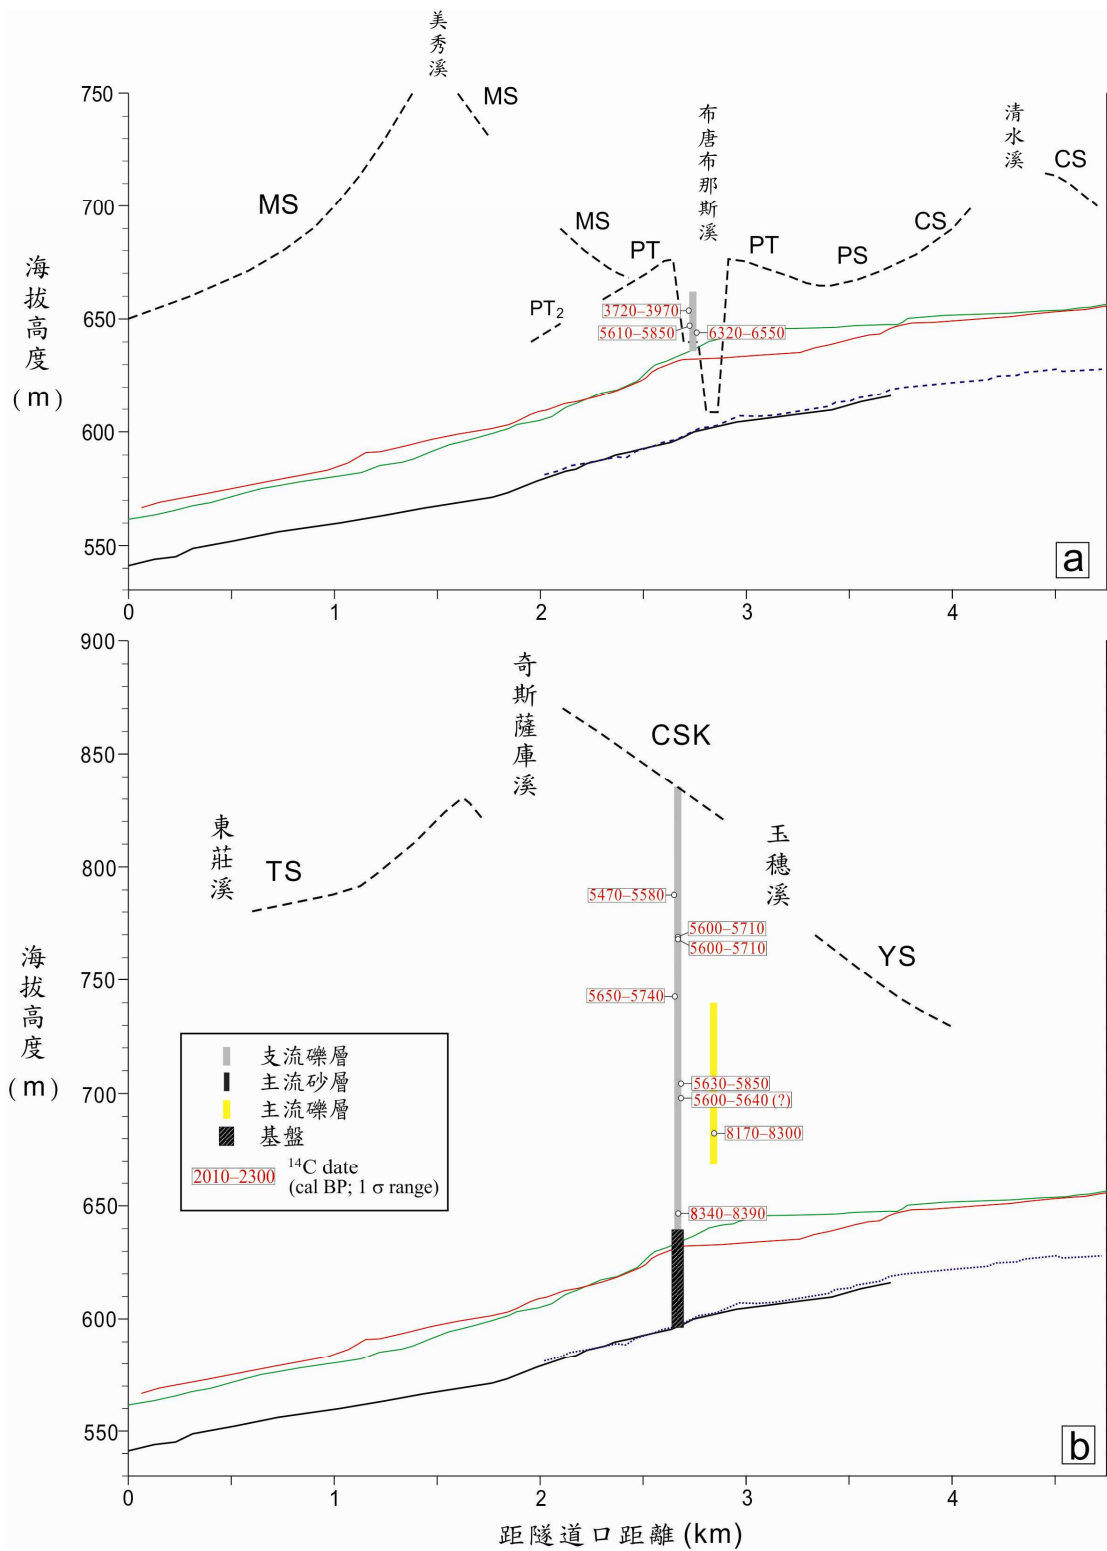 美秀溪
750
MS
布唐布那斯溪
清水溪
CS
700
MS
MS
CS
PT
PT
PS
海拔高度
(m)
PT₂
3720–3970
650
5610–5850
6320–6550
600
550
a
0
1
2
3
4
900
奇斯薩庫溪
CSK
850
東莊溪
TS
玉穗溪
800
5470–5580
5600–5710
5600–5710
YS
750
5650–5740
海拔高度
(m)
支流礫層
主流砂層
主流礫層
基盤
2010–2300
¹⁴C date
(cal BP; 1 σ range)
5630–5850
700
5600–5640 (?)
8170–8300
650
8340–8390
600
550
b
0
1
2
3
4
距隧道口距離 (km)